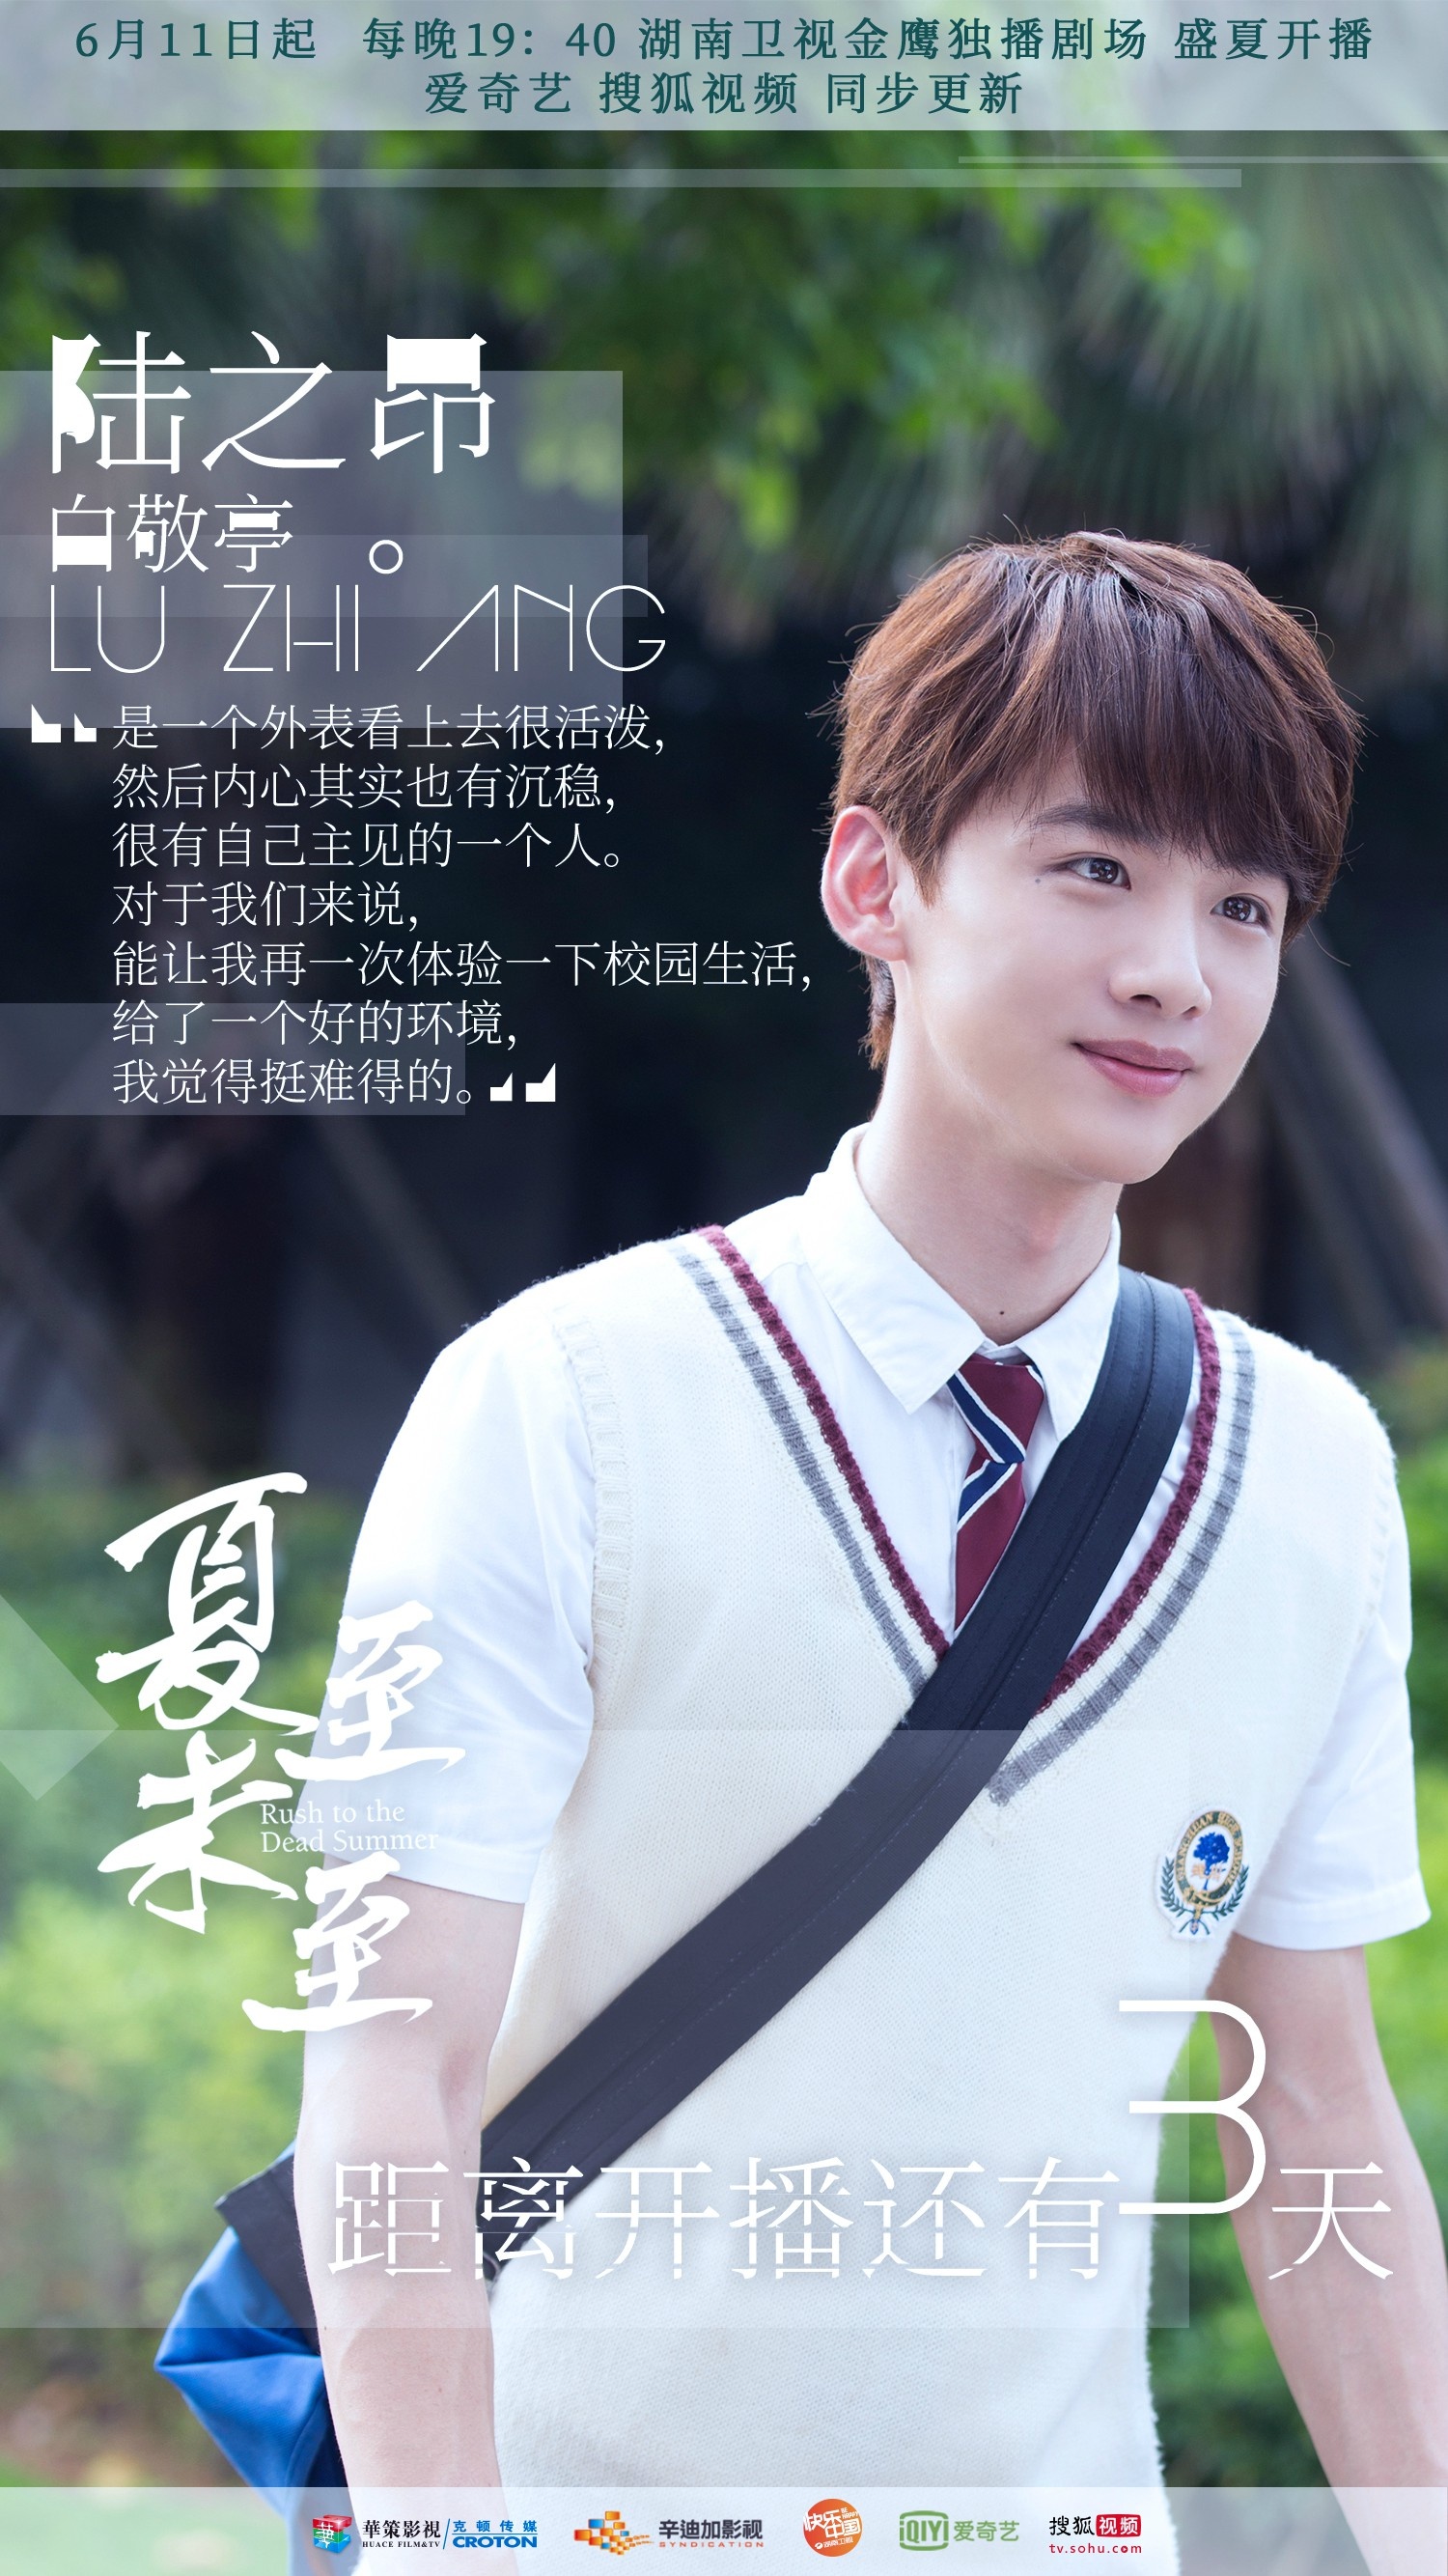 6月11日起 每晚19：40 湖南卫视金鹰独播剧场 盛夏开播
爱奇艺 搜狐视频 同步更新
陆之昂
白敬亭。
LU ZHI ANG
是一个外表看上去很活泼，
然后内心其实也有沉稳，
很有自己主见的一个人。
对于我们来说，
能让我再一次体验一下校园生活，
给了一个好的环境，
我觉得挺难得的。
夏至未至
Rush to the
Dead Summer
距离开播还有3天
華策影視 克顿传媒
HUACE FILM&TV CROTON
辛迪加影视
SYNDICATION
快乐中国
iQIYI 爱奇艺
搜狐视频
tv.sohu.com